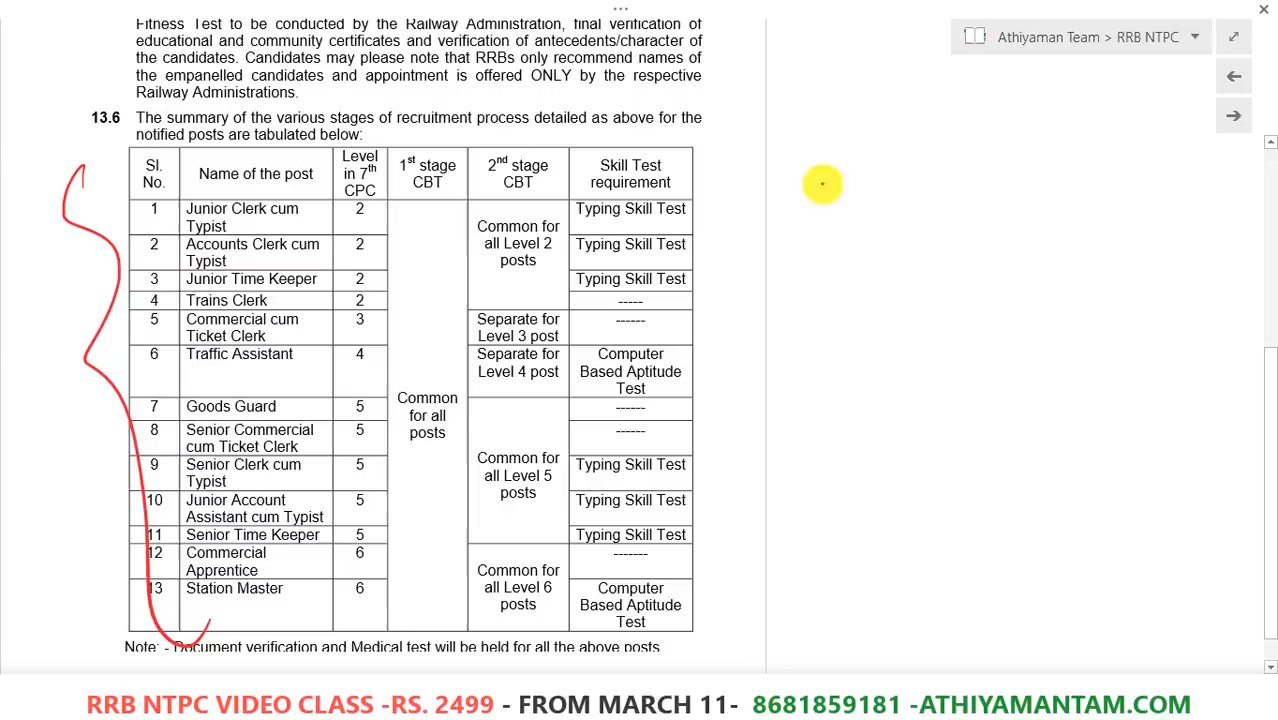 Athiyaman Team > RRB NTPC
Fitness Test to be conducted by the Railway Administration, final verification of
educational and community certificates and verification of antecedents/character of
the candidates. Candidates may please note that RRBs only recommend names of
the empanelled candidates and appointment is offered ONLY by the respective
Railway Administrations.
13.6 The summary of the various stages of recruitment process detailed as above for the
notified posts are tabulated below:
Sl. No. Name of the post Level in 7th CPC 1st stage CBT 2nd stage CBT Skill Test requirement
1 Junior Clerk cum Typist 2 Common for all posts Common for all Level 2 posts Typing Skill Test
2 Accounts Clerk cum Typist 2 Typing Skill Test
3 Junior Time Keeper 2 Typing Skill Test
4 Trains Clerk 2 -----
5 Commercial cum Ticket Clerk 3 Separate for Level 3 post ------
6 Traffic Assistant 4 Separate for Level 4 post Computer Based Aptitude Test
7 Goods Guard 5 Common for all Level 5 posts ------
8 Senior Commercial cum Ticket Clerk 5 ------
9 Senior Clerk cum Typist 5 Typing Skill Test
10 Junior Account Assistant cum Typist 5 Typing Skill Test
11 Senior Time Keeper 5 Typing Skill Test
12 Commercial Apprentice 6 Common for all Level 6 posts -------
13 Station Master 6 Computer Based Aptitude Test
Note: - Document verification and Medical test will be held for all the above posts
RRB NTPC VIDEO CLASS -RS. 2499 - FROM MARCH 11- 8681859181 -ATHIYAMANTAM.COM